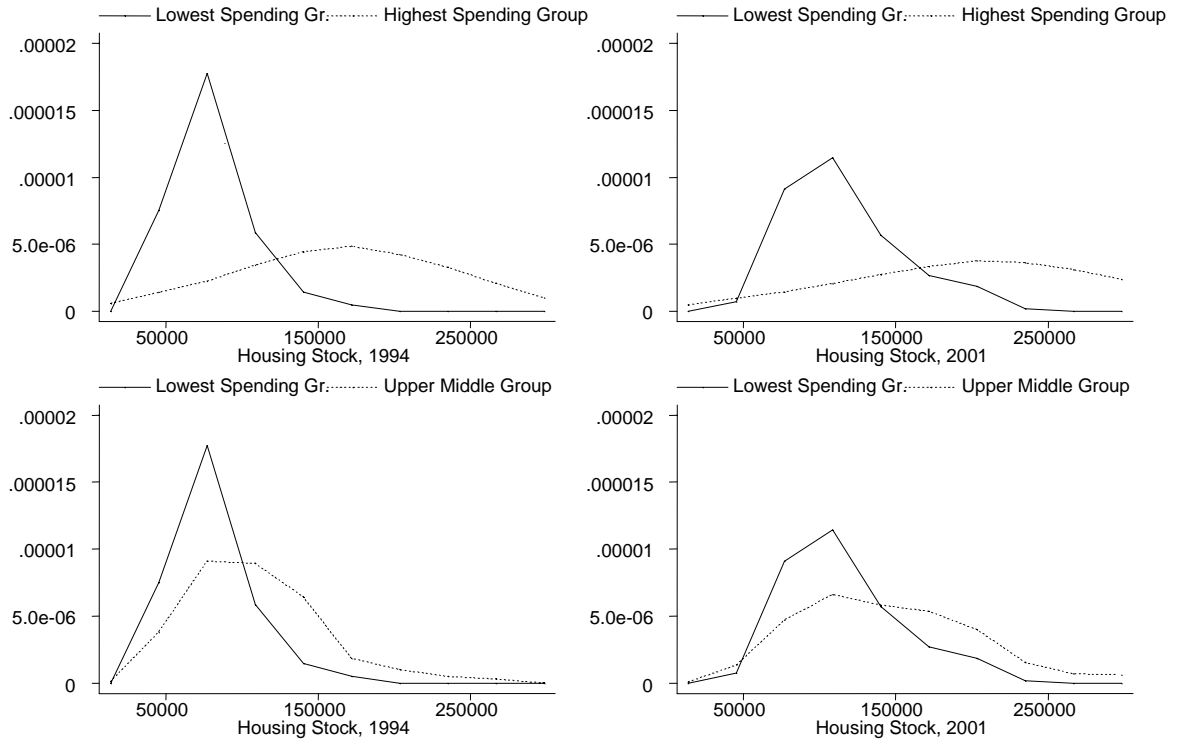 Lowest Spending Gr. Highest Spending Group
.00002
.000015
.00001
5.0e-06
0
50000 150000 250000
Housing Stock, 1994
Lowest Spending Gr. Highest Spending Group
.00002
.000015
.00001
5.0e-06
0
50000 150000 250000
Housing Stock, 2001
Lowest Spending Gr. Upper Middle Group
.00002
.000015
.00001
5.0e-06
0
50000 150000 250000
Housing Stock, 1994
Lowest Spending Gr. Upper Middle Group
.00002
.000015
.00001
5.0e-06
0
50000 150000 250000
Housing Stock, 2001